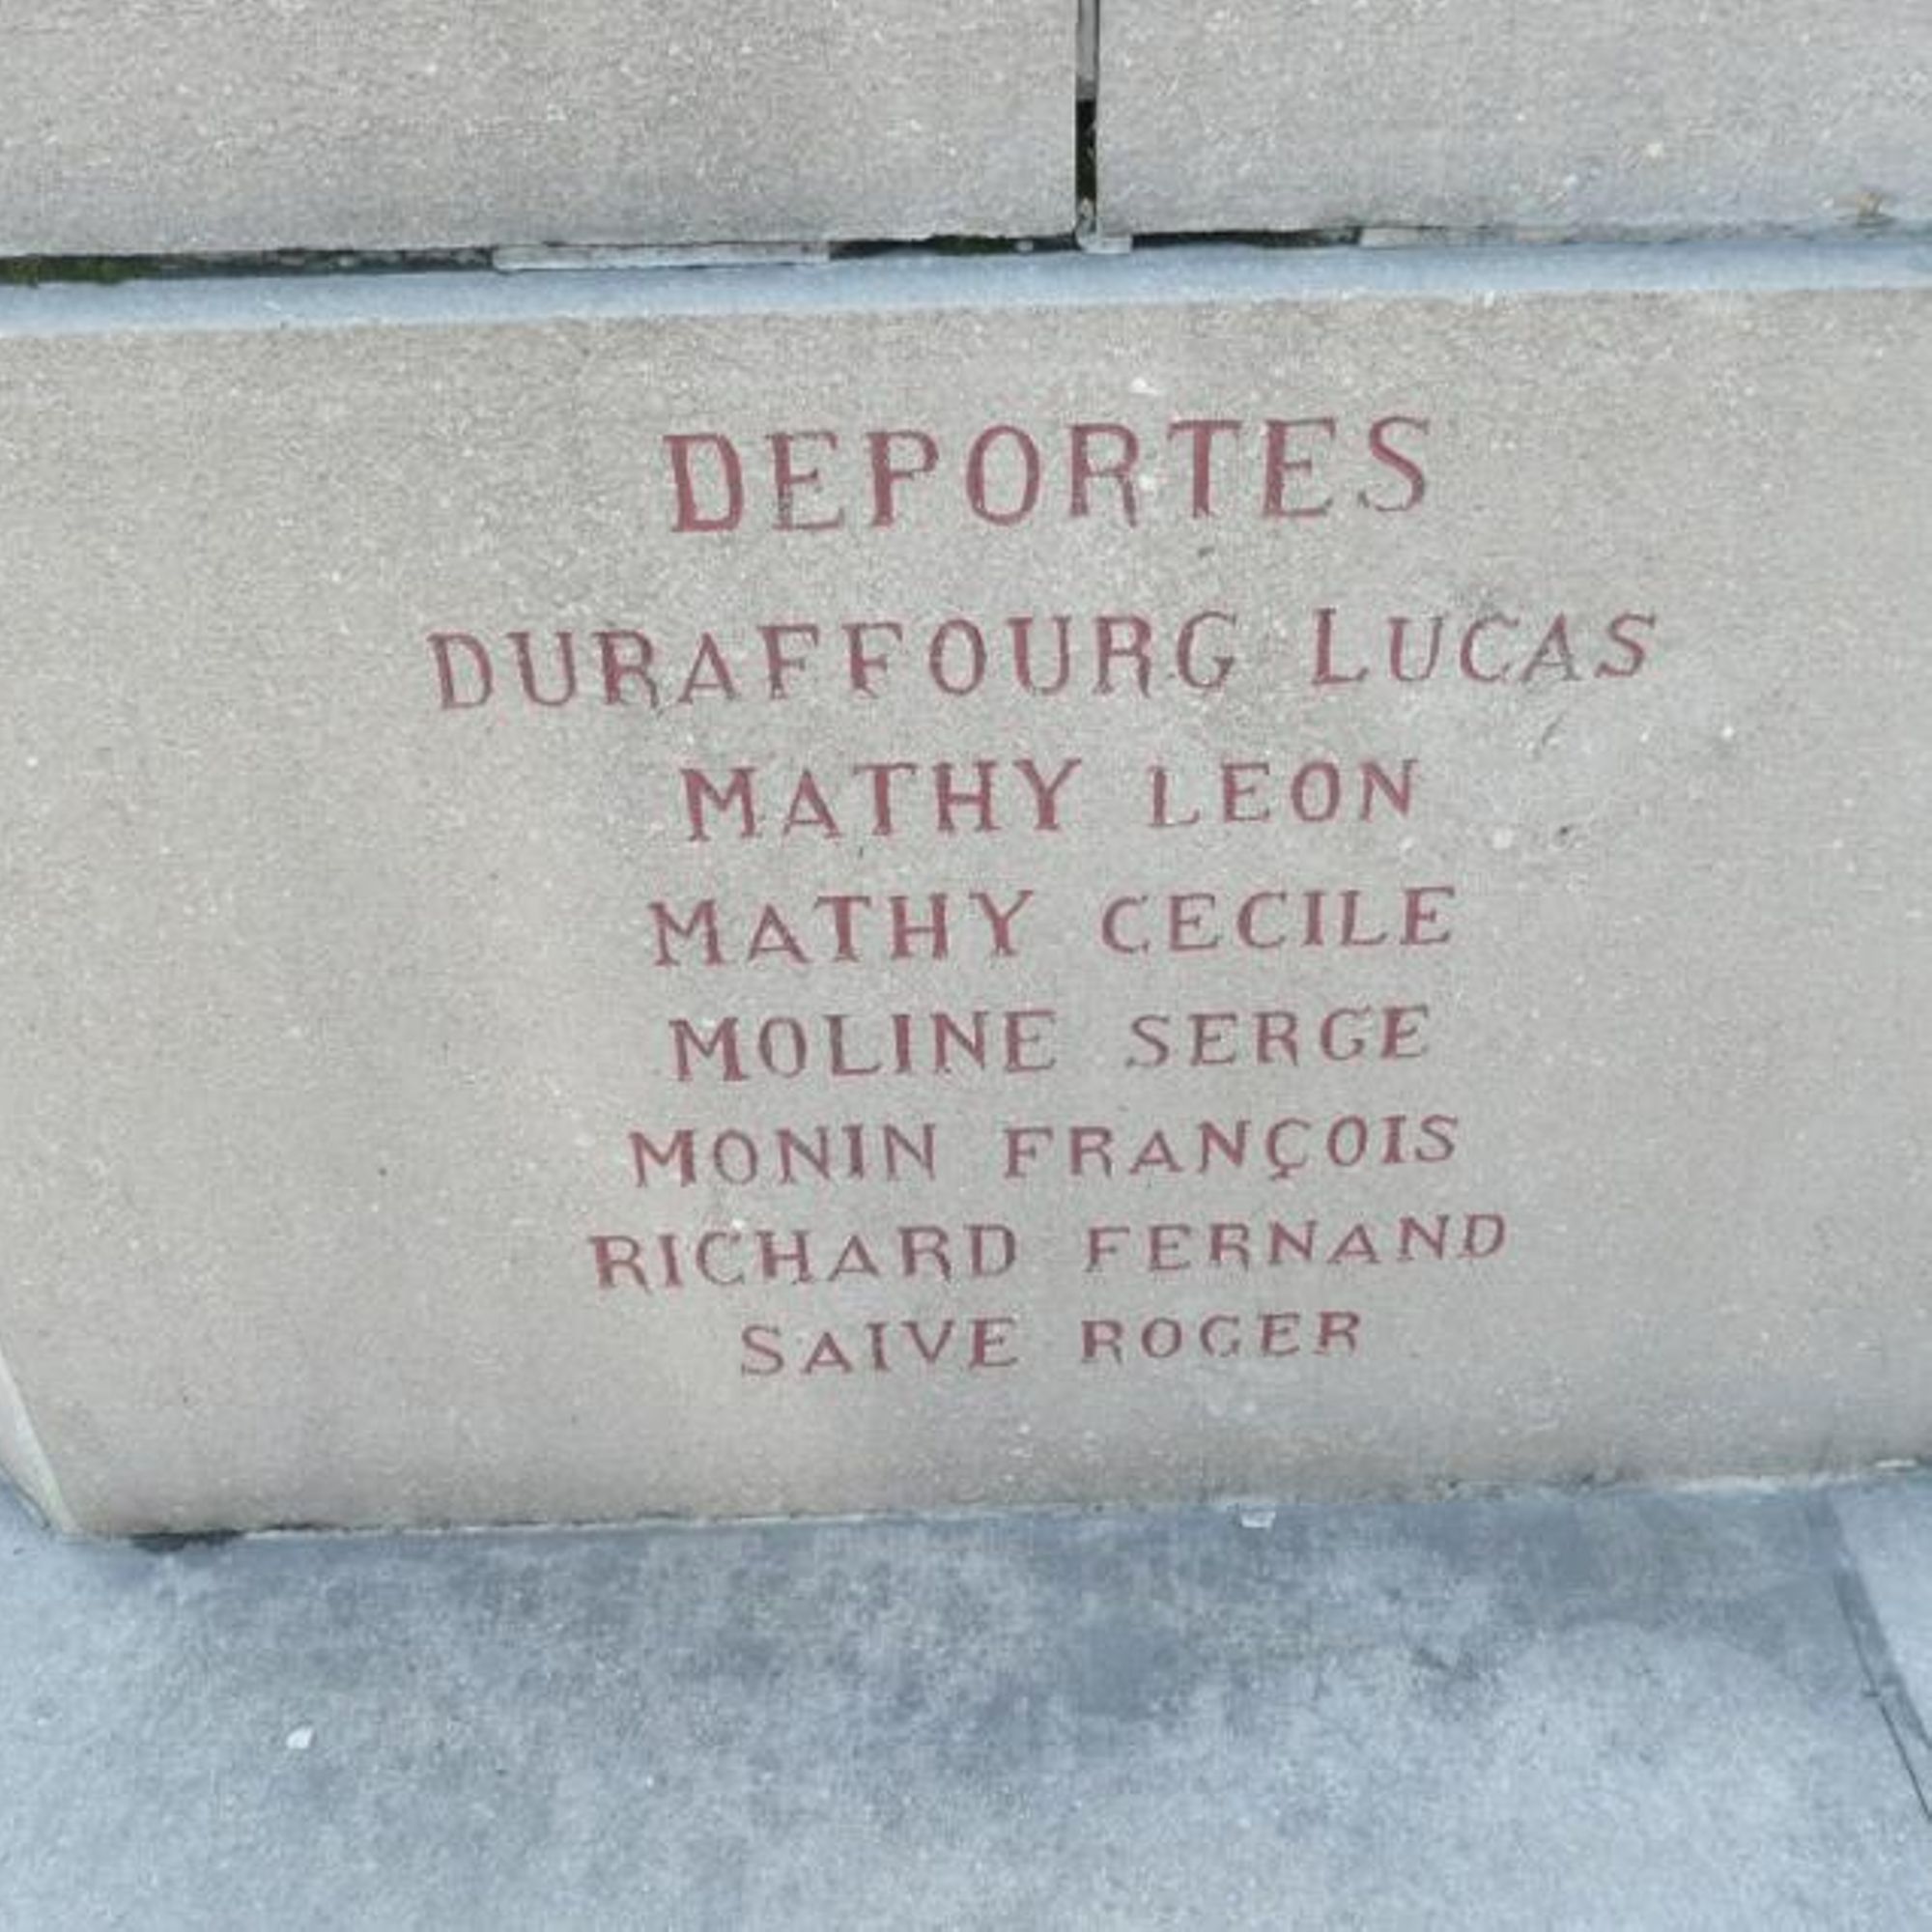 DEPORTES
DURAFFOURG LUCAS
MATHY LEON
MATHY CECILE
MOLINE SERGE
MONIN FRANÇOIS
RICHARD FERNAND
SAIVE ROGER